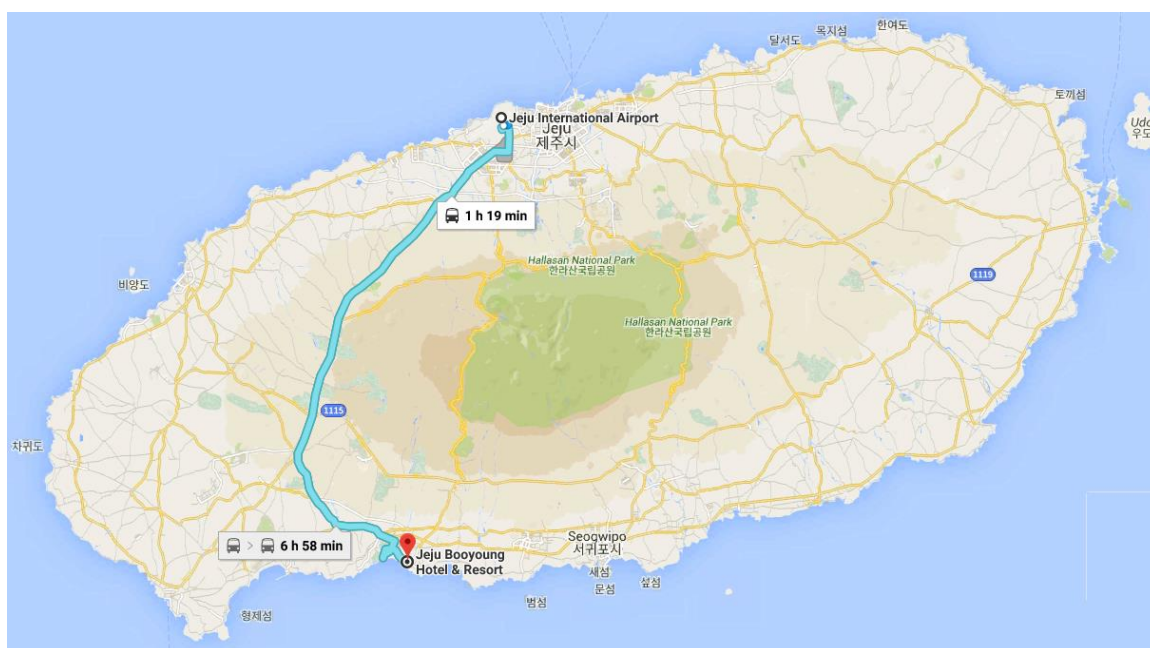 한여도
목지섬
달서도
토끼섬
Jeju International Airport
Jeju
제주시
우도
1 h 19 min
Hallasan National Park
한라산국립공원
비양도
1119
Hallasan National Park
한라산국립공원
1115
차귀도
6 h 58 min
Jeju Booyoung
Hotel & Resort
Seogwipo
서귀포시
새섬
문섬
섶섬
범섬
형제섬